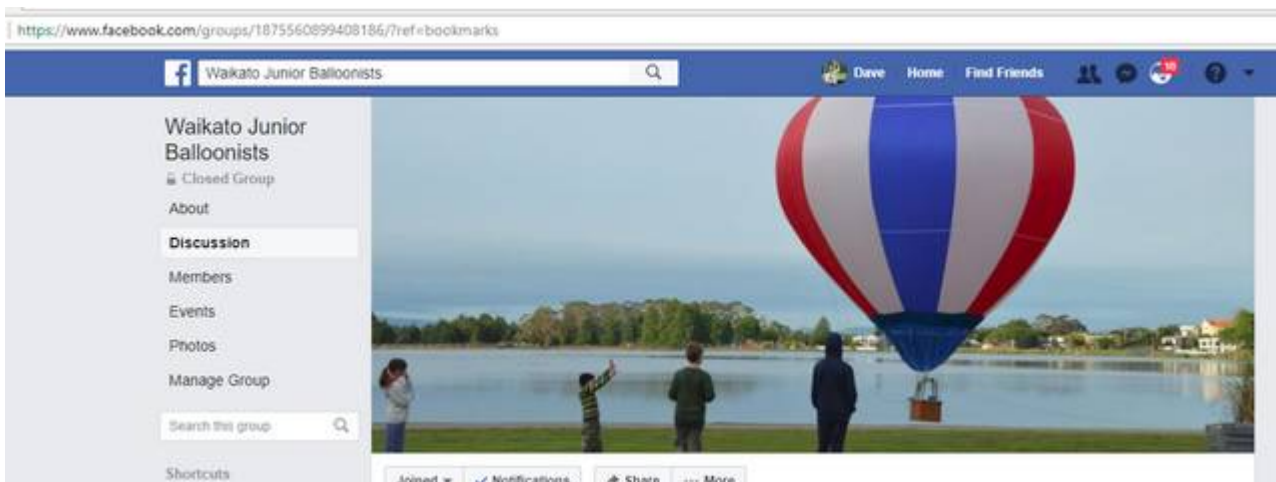 https://www.facebook.com/groups/1875560899408186/?ref=bookmarks
f Waikato Junior Balloonists Dave Home Find Friends 10 ?
Waikato Junior
Balloonists
Closed Group
About
Discussion
Members
Events
Photos
Manage Group
Search this group
Shortcuts
Joined Notifications Share ... More